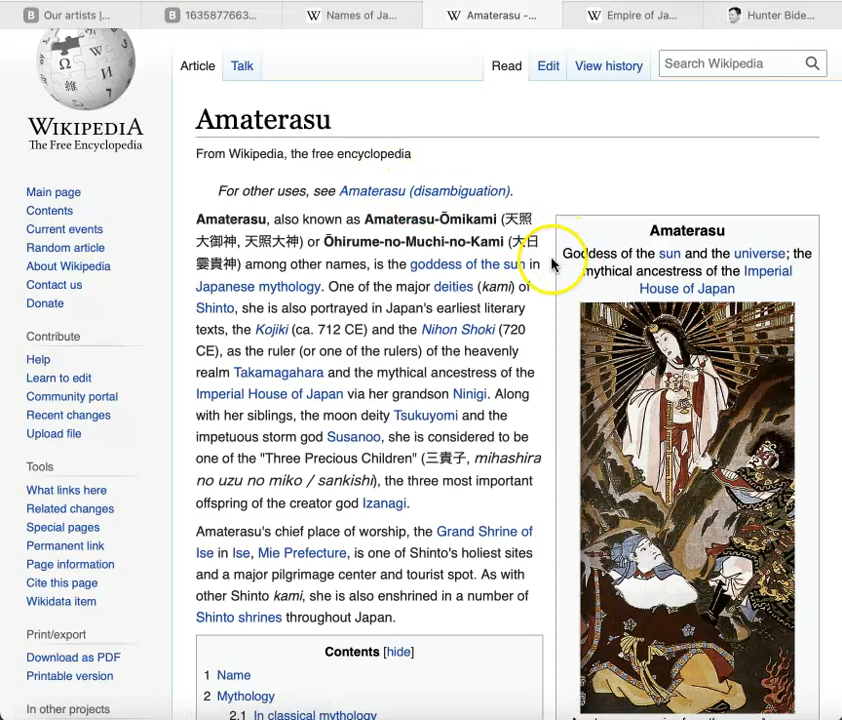 Our artists |...
1635877663...
Names of Ja...
Amaterasu -...
Empire of Ja...
Hunter Bide...
WIKIPEDIA
The Free Encyclopedia
Main page
Contents
Current events
Random article
About Wikipedia
Contact us
Donate
Contribute
Help
Learn to edit
Community portal
Recent changes
Upload file
Tools
What links here
Related changes
Special pages
Permanent link
Page information
Cite this page
Wikidata item
Print/export
Download as PDF
Printable version
In other projects
Article Talk
Read Edit View history
Search Wikipedia
Amaterasu
From Wikipedia, the free encyclopedia
For other uses, see Amaterasu (disambiguation).
Amaterasu, also known as Amaterasu-Ōmikami (天照
大御神, 天照大神) or Ōhirume-no-Muchi-no-Kami (大日
孁貴神) among other names, is the goddess of the sun in
Japanese mythology. One of the major deities (kami) of
Shinto, she is also portrayed in Japan's earliest literary
texts, the Kojiki (ca. 712 CE) and the Nihon Shoki (720
CE), as the ruler (or one of the rulers) of the heavenly
realm Takamagahara and the mythical ancestress of the
Imperial House of Japan via her grandson Ninigi. Along
with her siblings, the moon deity Tsukuyomi and the
impetuous storm god Susanoo, she is considered to be
one of the "Three Precious Children" (三貴子, mihashira
no uzu no miko / sankishi), the three most important
offspring of the creator god Izanagi.
Amaterasu's chief place of worship, the Grand Shrine of
Ise in Ise, Mie Prefecture, is one of Shinto's holiest sites
and a major pilgrimage center and tourist spot. As with
other Shinto kami, she is also enshrined in a number of
Shinto shrines throughout Japan.
Contents [hide]
1 Name
2 Mythology
2.1 In classical mythology
Amaterasu
Goddess of the sun and the universe; the
mythical ancestress of the Imperial
House of Japan